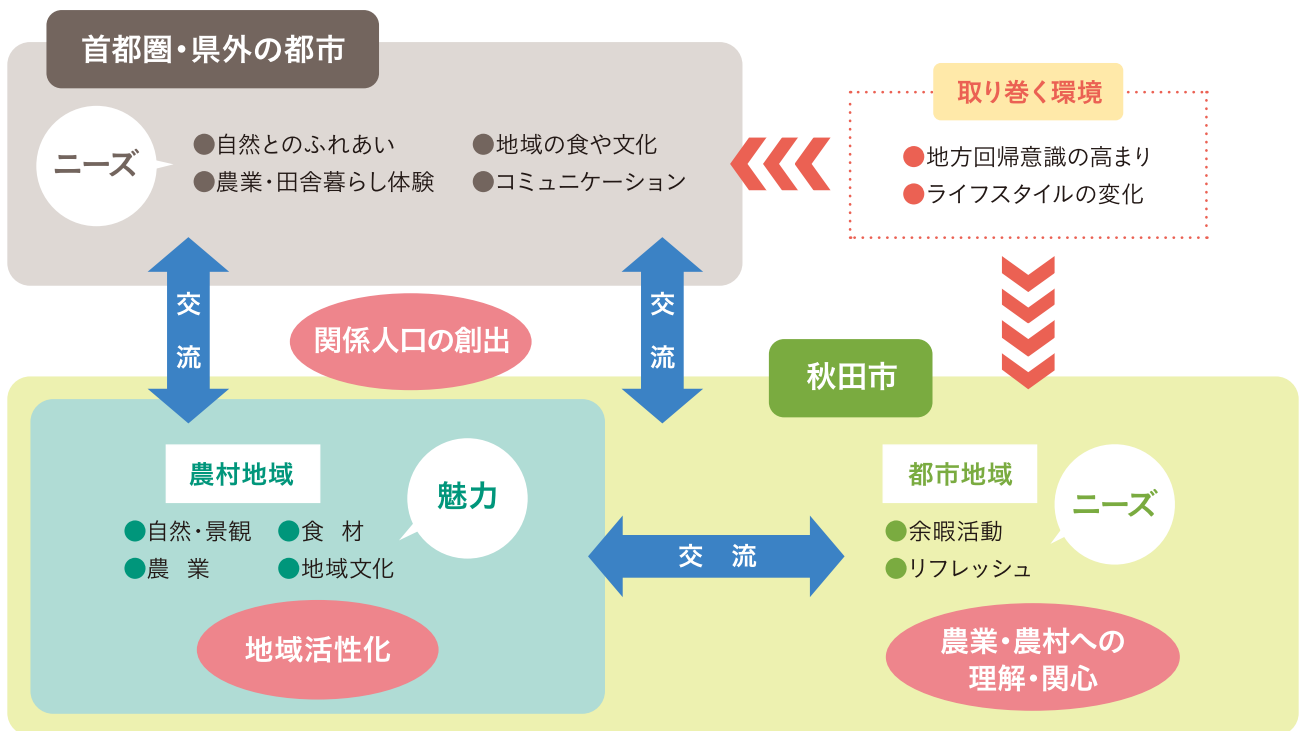 首都圏・県外の都市
ニーズ
●自然とのふれあい
●地域の食や文化
●農業・田舎暮らし体験
●コミュニケーション
取り巻く環境
●地方回帰意識の高まり
●ライフスタイルの変化
交流
関係人口の創出
交流
秋田市
農村地域
魅力
●自然・景観
●食 材
●農 業
●地域文化
地域活性化
交 流
都市地域
ニーズ
●余暇活動
●リフレッシュ
農業・農村への
理解・関心